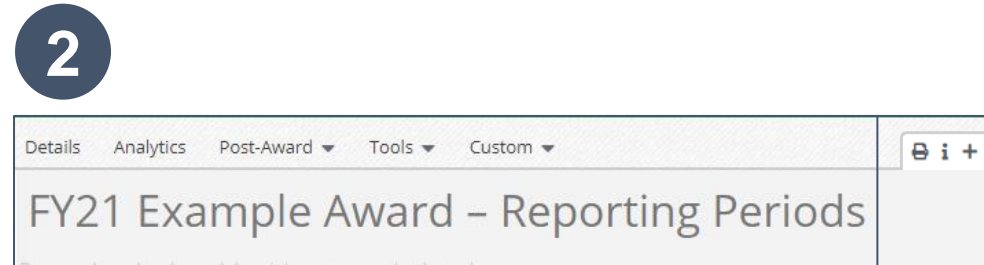 2
Details Analytics Post-Award Tools Custom
FY21 Example Award – Reporting Periods